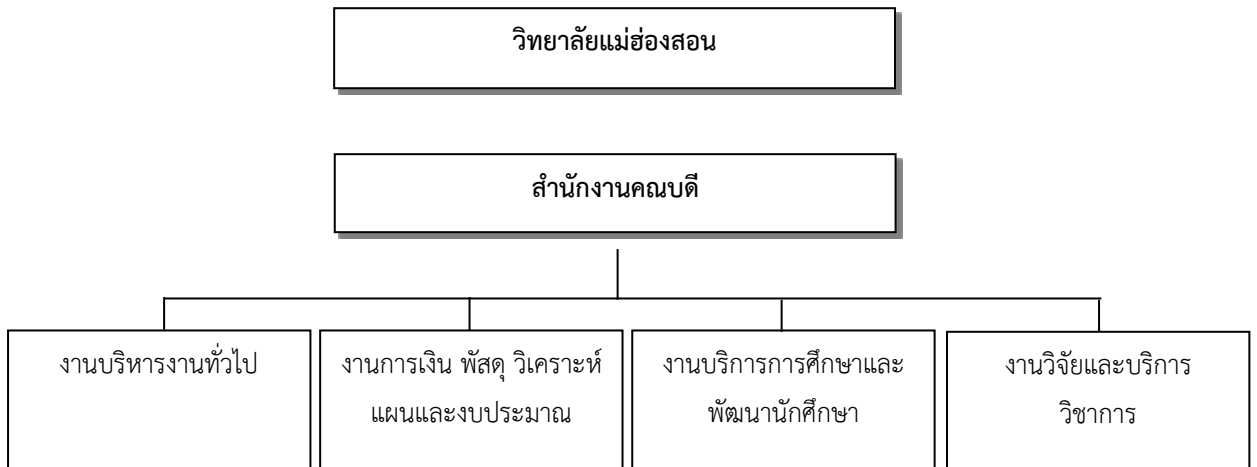 วิทยาลัยแม่ฮ่องสอน
สำนักงานคณบดี
งานบริหารงานทั่วไป
งานการเงิน พัสดุ วิเคราะห์
แผนและงบประมาณ
งานบริการการศึกษาและ
พัฒนานักศึกษา
งานวิจัยและบริการ
วิชาการ